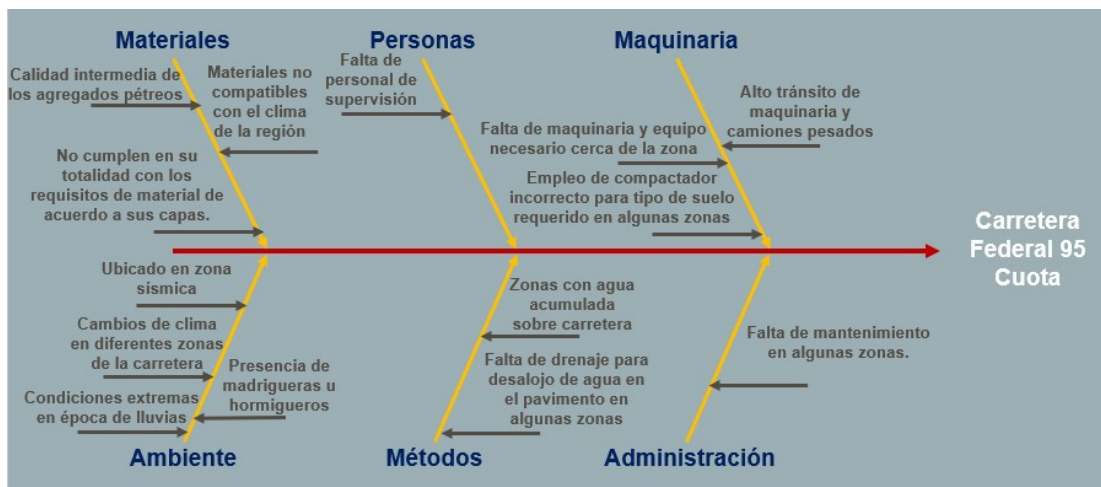 Materiales
Personas
Maquinaria
Calidad intermedia de
los agregados pétreos
Materiales no
compatibles
con el clima
de la región
No cumplen en su
totalidad con los
requisitos de material de
acuerdo a sus capas.
Falta de
personal de
supervisión
Falta de maquinaria y equipo
necesario cerca de la zona
Alto tránsito de
maquinaria y
camiones pesados
Empleo de compactador
incorrecto para tipo de suelo
requerido en algunas zonas
Carretera
Federal 95
Cuota
Ubicado en zona
sísmica
Cambios de clima
en diferentes zonas
de la carretera
Presencia de
madrigueras u
hormigueros
Condiciones extremas
en época de lluvias
Zonas con agua
acumulada
sobre carretera
Falta de drenaje para
desalojo de agua en
el pavimento en
algunas zonas
Falta de mantenimiento
en algunas zonas.
Ambiente
Métodos
Administración